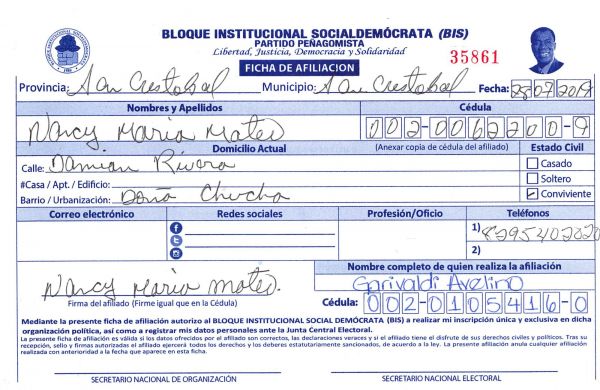 BLOQUE INSTITUCIONAL SOCIALDEMÓCRATA (BIS)
PARTIDO PEÑAGOMISTA
Libertad, Justicia, Democracia y Solidaridad
35861
FICHA DE AFILIACION
Provincia: San Crestobal Municipio: San Crestobal Fecha: 25/07/2019
Nombres y Apellidos Cédula
Nancy Maria Mateo 002-0062200-9
Domicilio Actual (Anexar copia de cédula del afiliado) Estado Civil
Calle: Damian Rivera Casado
#Casa / Apt. / Edificio: Soltero
Barrio / Urbanización: Doña Chucha Conviviente
Correo electrónico Redes sociales Profesión/Oficio Teléfonos
1) 8295402020
2)
Nombre completo de quien realiza la afiliación
Nancy Maria Mateo. Garivaldi Avelino
Firma del afiliado (Firme igual que en la Cédula) Cédula: 002-0105416-0
Mediante la presente ficha de afiliación autorizo al BLOQUE INSTITUCIONAL SOCIAL DEMÓCRATA (BIS) a realizar mi inscripción única y exclusiva en dicha
organización política, así como a registrar mis datos personales ante la Junta Central Electoral.
La presente ficha de afiliación es válida si los datos ofrecidos por el afiliado son correctos, las declaraciones veraces y si el afiliado tiene el disfrute de sus derechos civiles y políticos. Tras su
recepción, sello y firmas autorizadas el afiliado ejercerá todos los derechos y los deberes estatutariamente sancionados, de acuerdo a la ley. La presente afiliación anula cualquier afiliación
realizada con anterioridad a la fecha que aparece en esta ficha.
SECRETARIO NACIONAL DE ORGANIZACIÓN SECRETARIO NACIONAL ELECTORAL